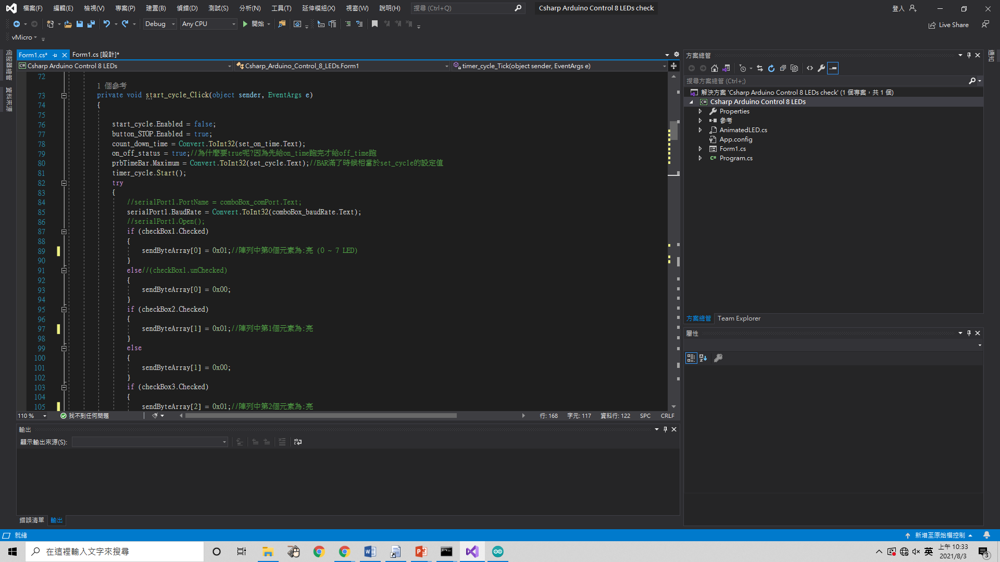 檔案(F) 編輯(E) 檢視(V) 專案(P) 建置(B) 偵錯(D) 測試(S) 分析(N) 工具(T) 延伸模組(X) 視窗(W) 說明(H) 搜尋 (Ctrl+Q) Csharp Arduino Control 8 LEDs check 登入
Debug Any CPU 開始 Live Share
vMicro
伺服器總管
資料來源
通知
Form1.cs* Form1.cs [設計]*
Csharp Arduino Control 8 LEDs Csharp_Arduino_Control_8_LEDs.Form1 timer_cycle_Tick(object sender, EventArgs e)
72
1 個參考
73 private void start_cycle_Click(object sender, EventArgs e)
74 {
75
76 start_cycle.Enabled = false;
77 button_STOP.Enabled = true;
78 count_down_time = Convert.ToInt32(set_on_time.Text);
79 on_off_status = true;//為什麼要true呢?因為先給on_time跑完才給off_time跑
80 prbTimeBar.Maximum = Convert.ToInt32(set_cycle.Text);//BAR滿了時候相當於set_cycle的設定值
81 timer_cycle.Start();
82 try
83 {
84 //serialPort1.PortName = comboBox_comPort.Text;
85 serialPort1.BaudRate = Convert.ToInt32(comboBox_baudRate.Text);
86 //serialPort1.Open();
87 if (checkBox1.Checked)
88 {
89 sendByteArray[0] = 0x01;//陣列中第0個元素為:亮 (0 ~ 7 LED)
90 }
91 else//(checkBox1.unChecked)
92 {
93 sendByteArray[0] = 0x00;
94 }
95 if (checkBox2.Checked)
96 {
97 sendByteArray[1] = 0x01;//陣列中第1個元素為:亮
98 }
99 else
100 {
101 sendByteArray[1] = 0x00;
102 }
103 if (checkBox3.Checked)
104 {
105 sendByteArray[2] = 0x01;//陣列中第2個元素為:亮
110 % 找不到任何問題 行: 168 字元: 117 資料行: 122 SPC CRLF
輸出
顯示輸出來源(S):
錯誤清單 輸出
方案總管
搜尋方案總管 (Ctrl+;)
解決方案 'Csharp Arduino Control 8 LEDs check' (1 個專案,共 1 個)
Csharp Arduino Control 8 LEDs
Properties
參考
AnimatedLED.cs
App.config
Form1.cs
Program.cs
方案總管 Team Explorer
屬性
就緒 新增至原始檔控制
在這裡輸入文字來搜尋 英 上午 10:33
2021/8/3
3